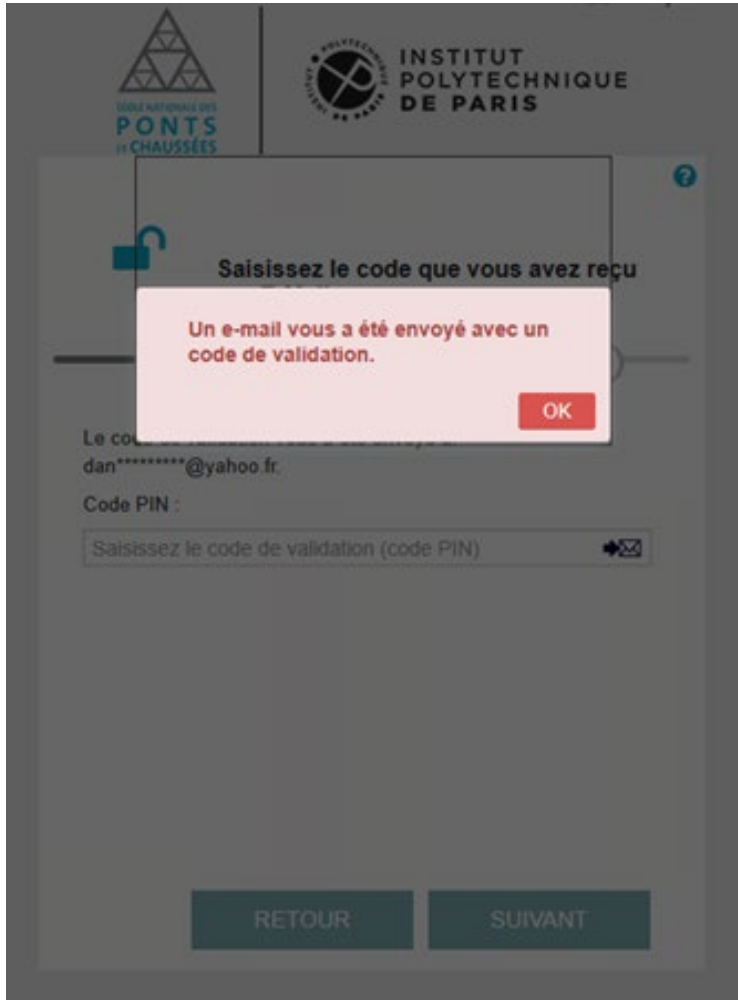 ÉCOLE NATIONALE DES
PONTS
ET CHAUSSÉES
INSTITUT
POLYTECHNIQUE
DE PARIS
?
Saisissez le code que vous avez reçu
Un e-mail vous a été envoyé avec un
code de validation.
OK
Le
dan*********@yahoo.fr.
Code PIN :
Saisissez le code de validation (code PIN)
RETOUR
SUIVANT